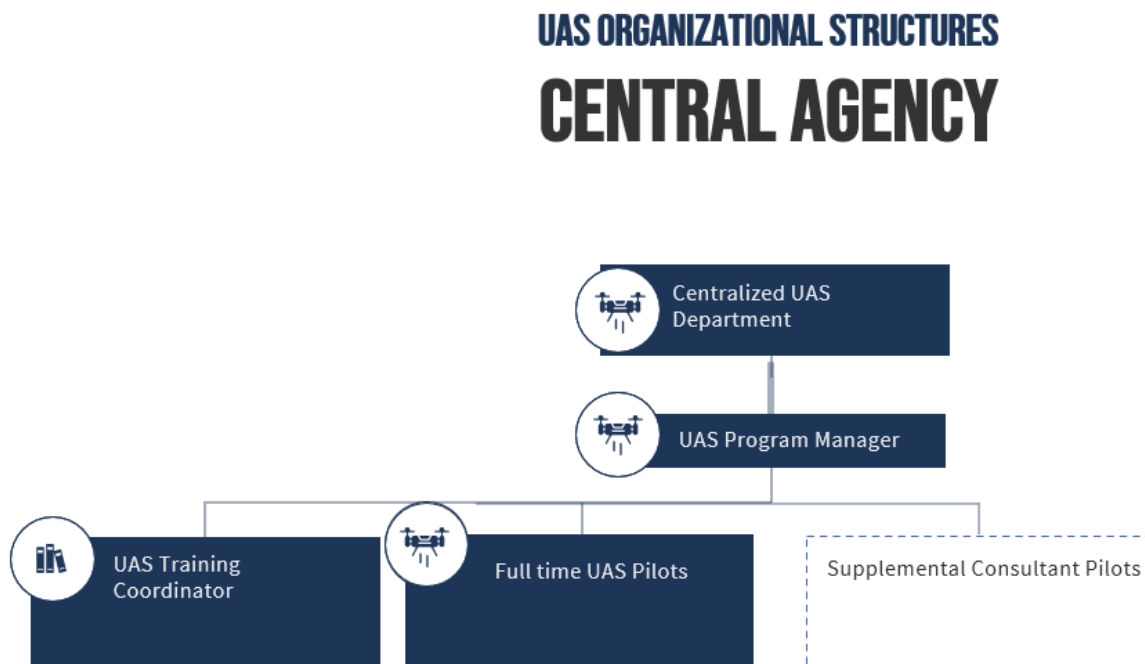 UAS ORGANIZATIONAL STRUCTURES
CENTRAL AGENCY
Centralized UAS
Department
UAS Program Manager
UAS Training
Coordinator
Full time UAS Pilots
Supplemental Consultant Pilots